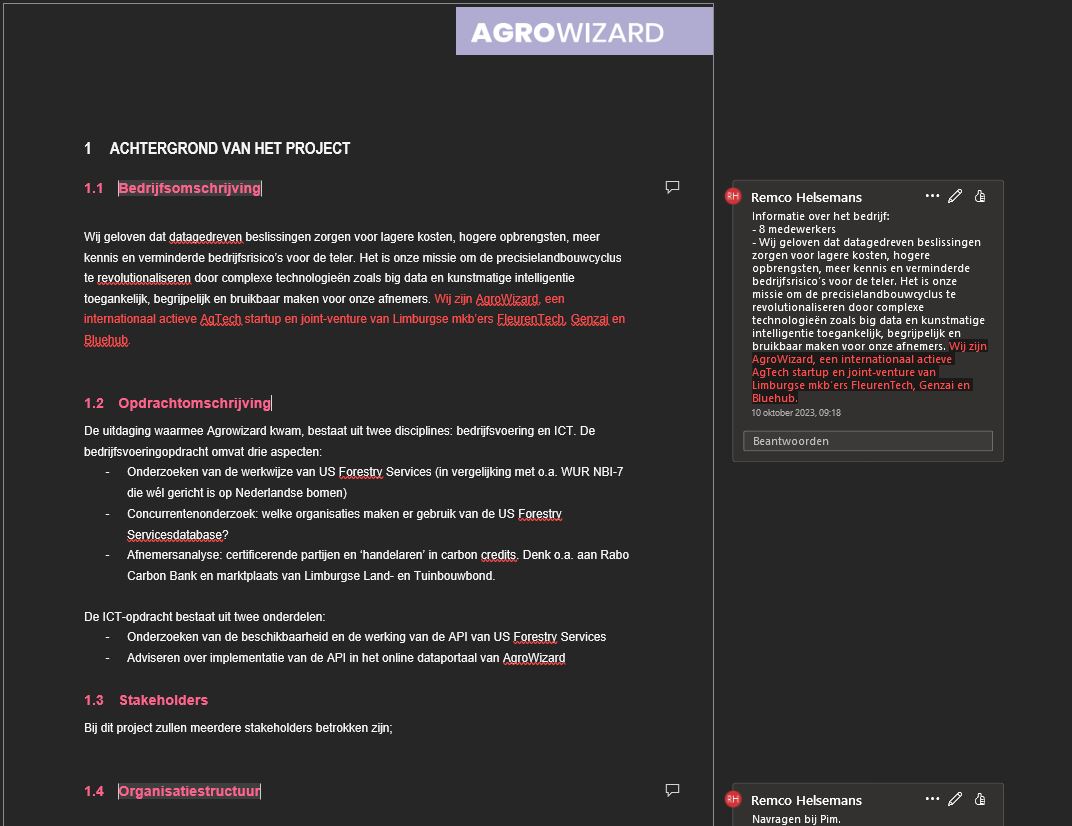 AGROWIZARD
1 ACHTERGROND VAN HET PROJECT
1.1 Bedrijfsomschrijving
Wij geloven dat datagedreven beslissingen zorgen voor lagere kosten, hogere opbrengsten, meer
kennis en verminderde bedrijfsrisico's voor de teler. Het is onze missie om de precisielandbouwcyclus
te revolutionaliseren door complexe technologieën zoals big data en kunstmatige intelligentie
toegankelijk, begrijpelijk en bruikbaar maken voor onze afnemers. Wij zijn AgroWizard, een
internationaal actieve AgTech startup en joint-venture van Limburgse mkb'ers FleurenTech, Genzai en
Bluehub.
1.2 Opdrachtomschrijving
De uitdaging waarmee Agrowizard kwam, bestaat uit twee disciplines: bedrijfsvoering en ICT. De
bedrijfsvoeringopdracht omvat drie aspecten:
- Onderzoeken van de werkwijze van US Forestry Services (in vergelijking met o.a. WUR NBI-7
die wél gericht is op Nederlandse bomen)
- Concurrentenonderzoek: welke organisaties maken er gebruik van de US Forestry
Servicesdatabase?
- Afnemersanalyse: certificerende partijen en ‘handelaren’ in carbon credits. Denk o.a. aan Rabo
Carbon Bank en marktplaats van Limburgse Land- en Tuinbouwbond.
De ICT-opdracht bestaat uit twee onderdelen:
- Onderzoeken van de beschikbaarheid en de werking van de API van US Forestry Services
- Adviseren over implementatie van de API in het online dataportaal van AgroWizard
1.3 Stakeholders
Bij dit project zullen meerdere stakeholders betrokken zijn;
1.4 Organisatiestructuur
RH Remco Helsemans
Informatie over het bedrijf:
- 8 medewerkers
- Wij geloven dat datagedreven beslissingen
zorgen voor lagere kosten, hogere
opbrengsten, meer kennis en verminderde
bedrijfsrisico's voor de teler. Het is onze
missie om de precisielandbouwcyclus te
revolutionaliseren door complexe
technologieën zoals big data en kunstmatige
intelligentie toegankelijk, begrijpelijk en
bruikbaar maken voor onze afnemers. Wij zijn
AgroWizard, een internationaal actieve
AgTech startup en joint-venture van
Limburgse mkb'ers FleurenTech, Genzai en
Bluehub.
10 oktober 2023, 09:18
Beantwoorden
RH Remco Helsemans
Navragen bij Pim.